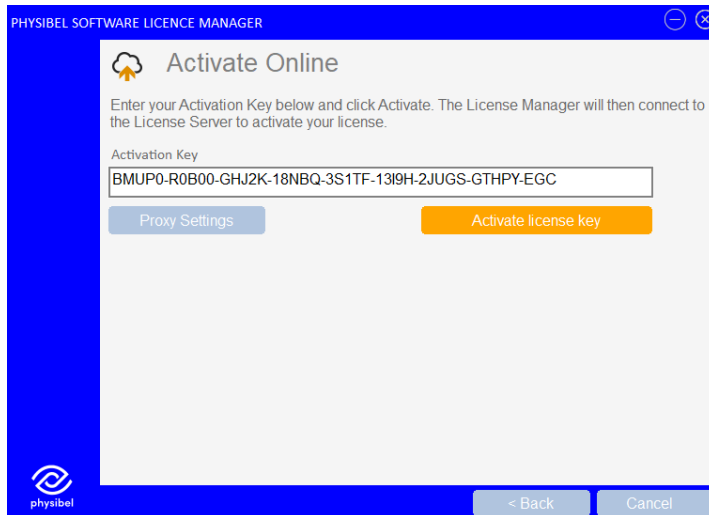 PHYSIBEL SOFTWARE LICENCE MANAGER
Activate Online
Enter your Activation Key below and click Activate. The License Manager will then connect to
the License Server to activate your license.
Activation Key
BMUP0-R0B00-GHJ2K-18NBQ-3S1TF-13I9H-2JUGS-GTHPY-EGC
Proxy Settings
Activate license key
physibel
< Back
Cancel